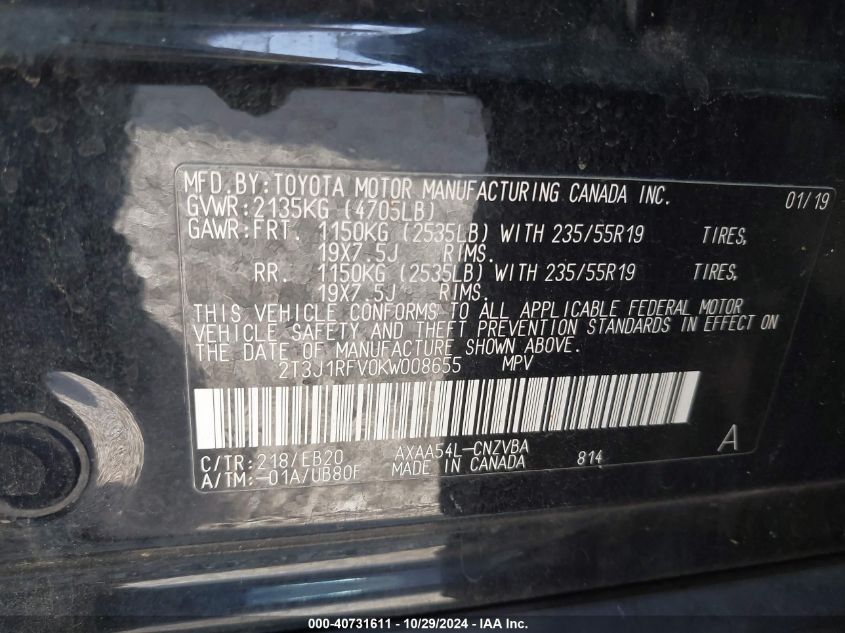 MFD.BY:TOYOTA MOTOR MANUFACTURING CANADA INC. 01/19
GVWR:2135KG (4705LB)
GAWR:FRT. 1150KG (2535LB) WITH 235/55R19 TIRES,
19X7.5J RIMS.
RR. 1150KG (2535LB) WITH 235/55R19 TIRES,
19X7.5J RIMS.
THIS VEHICLE CONFORMS TO ALL APPLICABLE FEDERAL MOTOR
VEHICLE SAFETY AND THEFT PREVENTION STANDARDS IN EFFECT ON
THE DATE OF MANUFACTURE SHOWN ABOVE.
2T3J1RFV0KW008655 MPV
C/TR:218/EB20 AXAA54L-CNZVBA A
A/TM:-01A/UB80F MADE IN CANADA 814
000-40731611 - 10/29/2024 - IAA Inc.